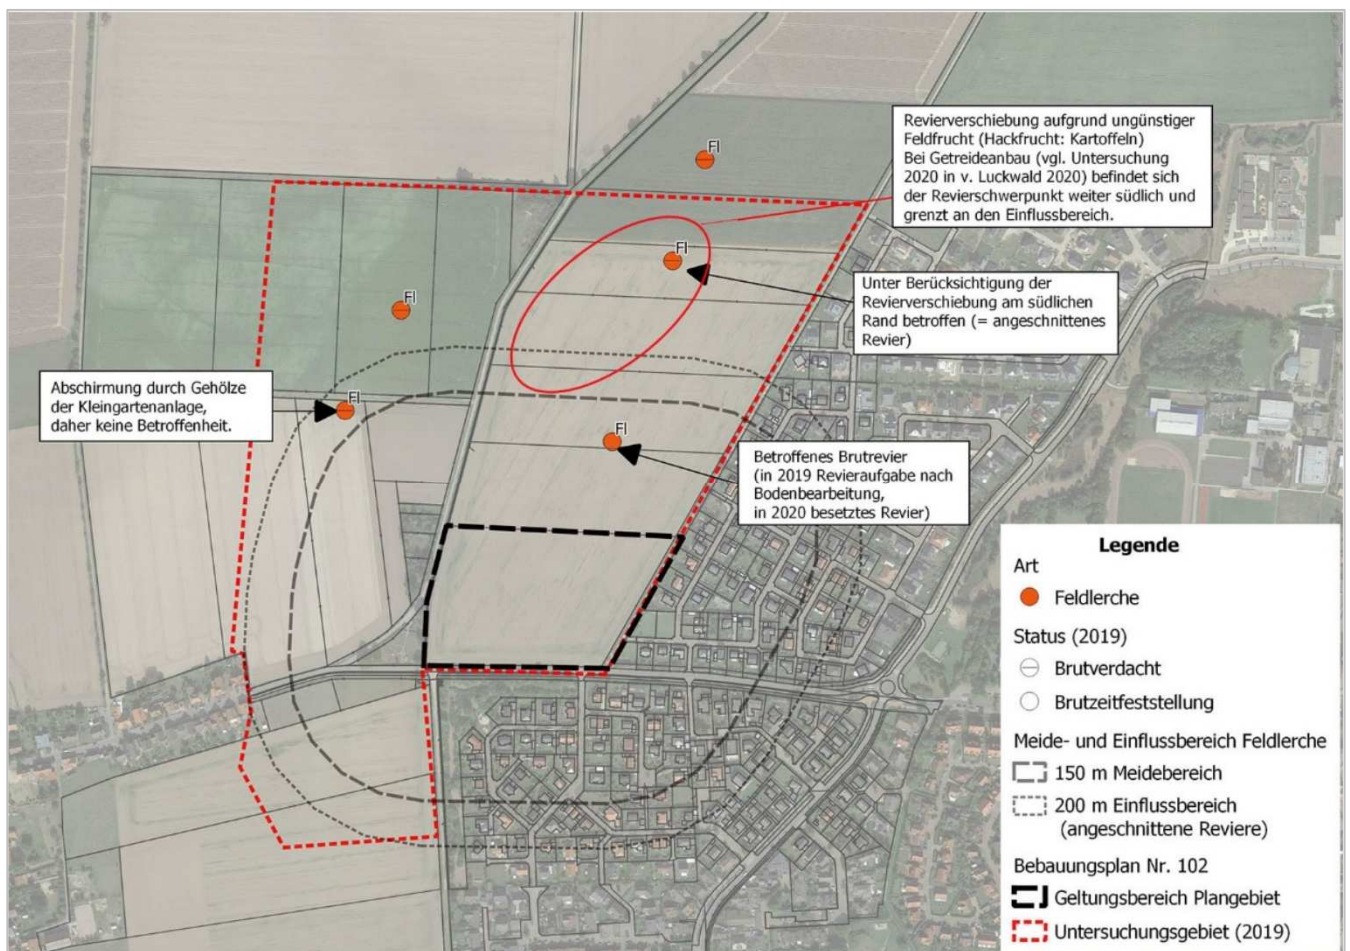 Fl
Revierverschiebung aufgrund ungünstiger
Feldfrucht (Hackfrucht: Kartoffeln)
Bei Getreideanbau (vgl. Untersuchung
2020 in v. Luckwald 2020) befindet sich
der Revierschwerpunkt weiter südlich und
grenzt an den Einflussbereich.
Fl
Unter Berücksichtigung der
Revierverschiebung am südlichen
Rand betroffen (= angeschnittenes
Revier)
Fl
Abschirmung durch Gehölze
der Kleingartenanlage,
daher keine Betroffenheit.
Fl
Fl
Betroffenes Brutrevier
(in 2019 Revieraufgabe nach
Bodenbearbeitung,
in 2020 besetztes Revier)
Legende
Art
Feldlerche
Status (2019)
Brutverdacht
Brutzeitfeststellung
Meide- und Einflussbereich Feldlerche
150 m Meidebereich
200 m Einflussbereich
(angeschnittene Reviere)
Bebauungsplan Nr. 102
Geltungsbereich Plangebiet
Untersuchungsgebiet (2019)